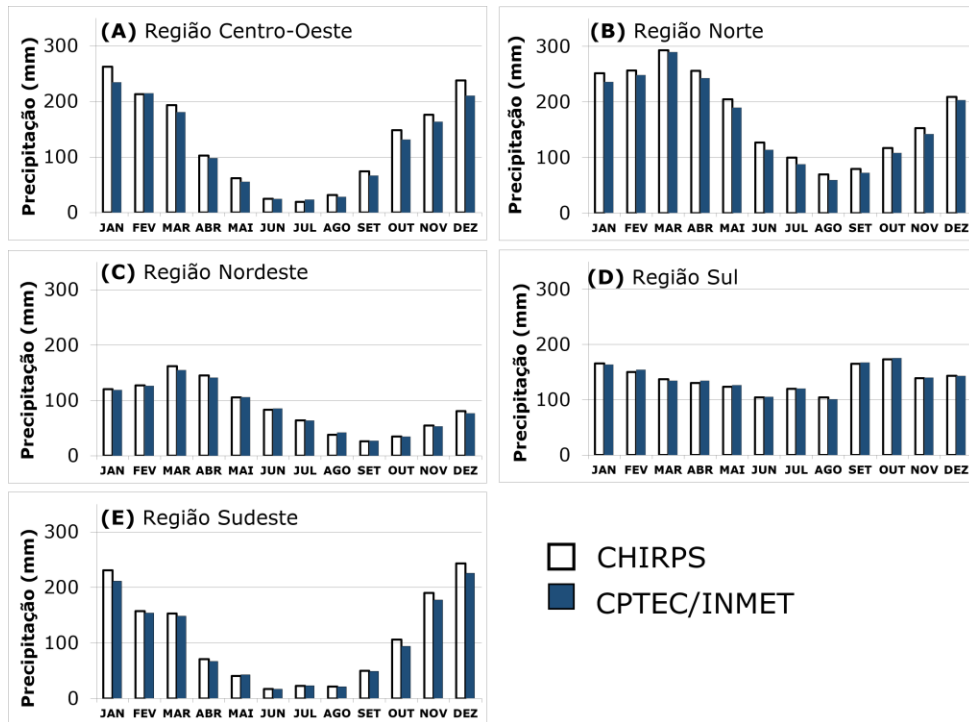 (A) Região Centro-Oeste
Precipitação (mm)
300
200
100
0
JAN FEV MAR ABR MAI JUN JUL AGO SET OUT NOV DEZ
(B) Região Norte
Precipitação (mm)
300
200
100
0
JAN FEV MAR ABR MAI JUN JUL AGO SET OUT NOV DEZ
(C) Região Nordeste
Precipitação (mm)
300
200
100
0
JAN FEV MAR ABR MAI JUN JUL AGO SET OUT NOV DEZ
(D) Região Sul
Precipitação (mm)
300
200
100
0
JAN FEV MAR ABR MAI JUN JUL AGO SET OUT NOV DEZ
(E) Região Sudeste
Precipitação (mm)
300
200
100
0
JAN FEV MAR ABR MAI JUN JUL AGO SET OUT NOV DEZ
CHIRPS
CPTEC/INMET